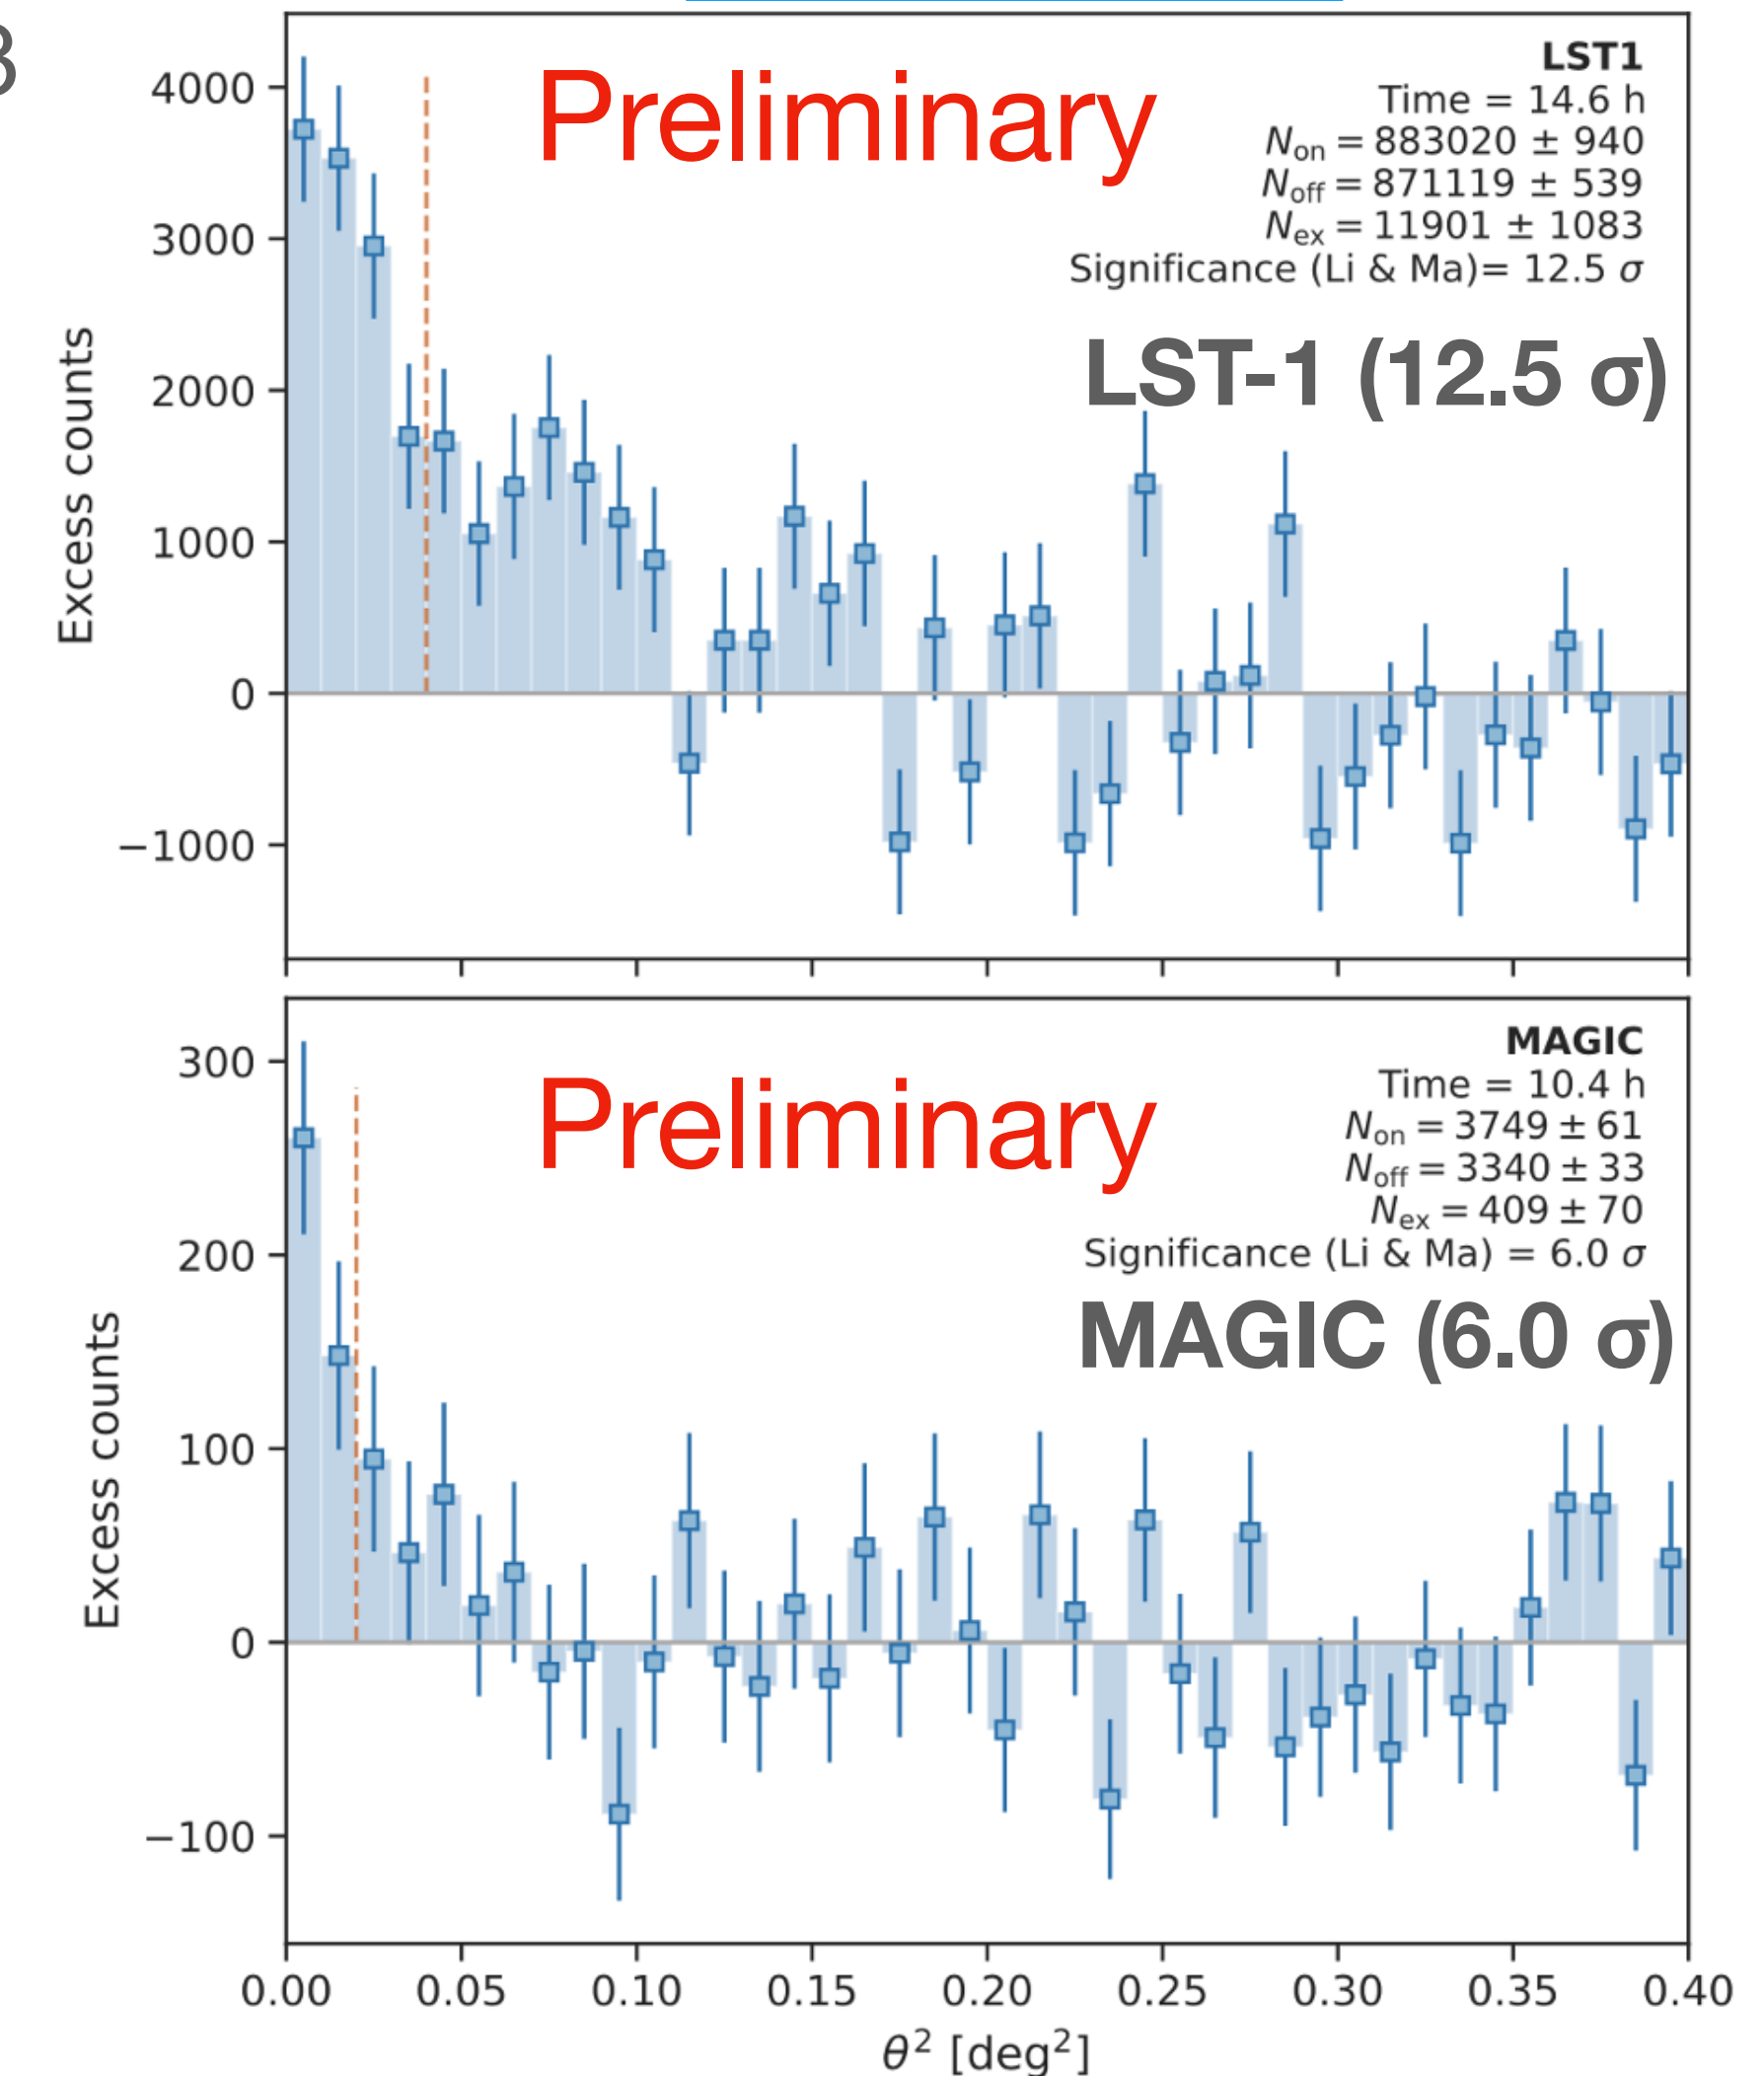 3
Preliminary
LST1
Time = 14.6 h
N_on = 883020 ± 940
N_off = 871119 ± 539
N_ex = 11901 ± 1083
Significance (Li & Ma)= 12.5 σ
LST-1 (12.5 σ)
Excess counts
4000
3000
2000
1000
0
−1000
Preliminary
MAGIC
Time = 10.4 h
N_on = 3749 ± 61
N_off = 3340 ± 33
N_ex = 409 ± 70
Significance (Li & Ma) = 6.0 σ
MAGIC (6.0 σ)
Excess counts
300
200
100
0
−100
0.00 0.05 0.10 0.15 0.20 0.25 0.30 0.35 0.40
θ² [deg²]